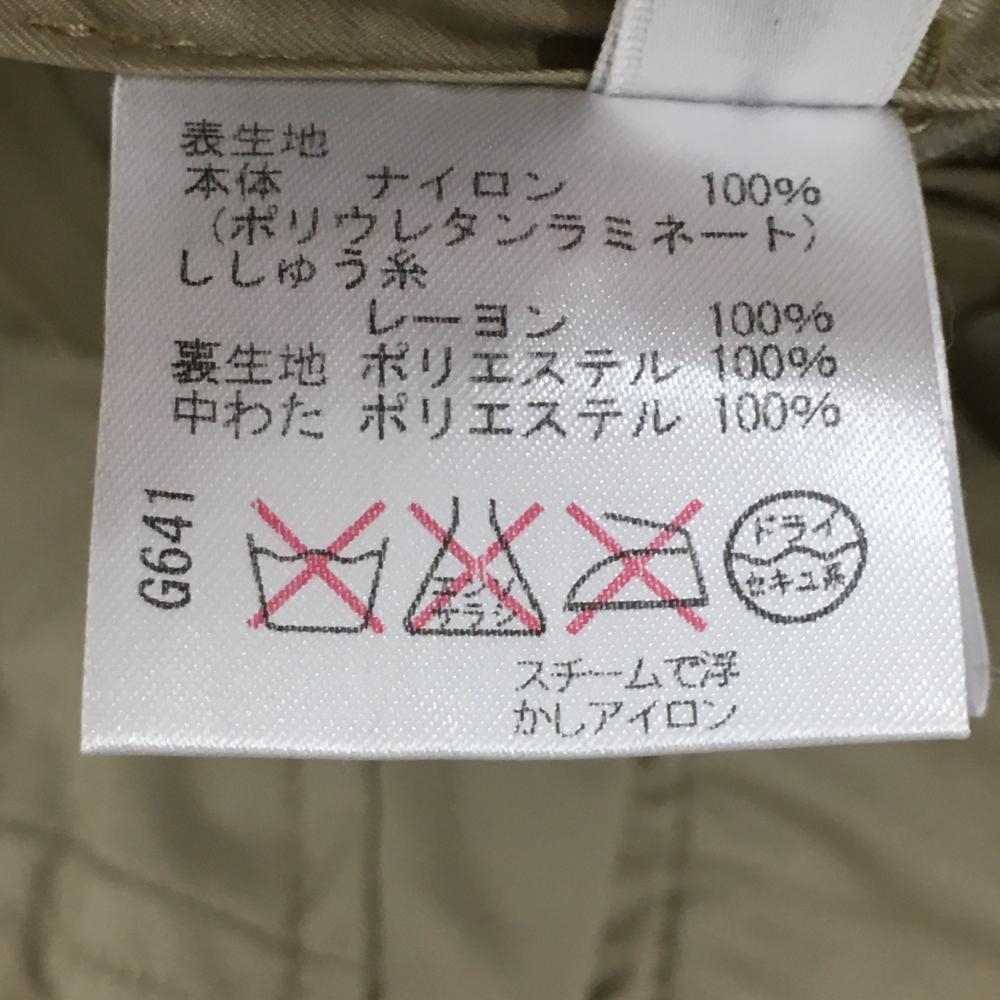 表生地
本体 ナイロン 100%
(ポリウレタンラミネート)
ししゅう糸
レーヨン 100%
裏生地 ポリエステル 100%
中わた ポリエステル 100%
G641
エンソ
サラシ
ドライ
セキユ系
スチームで浮
かしアイロン